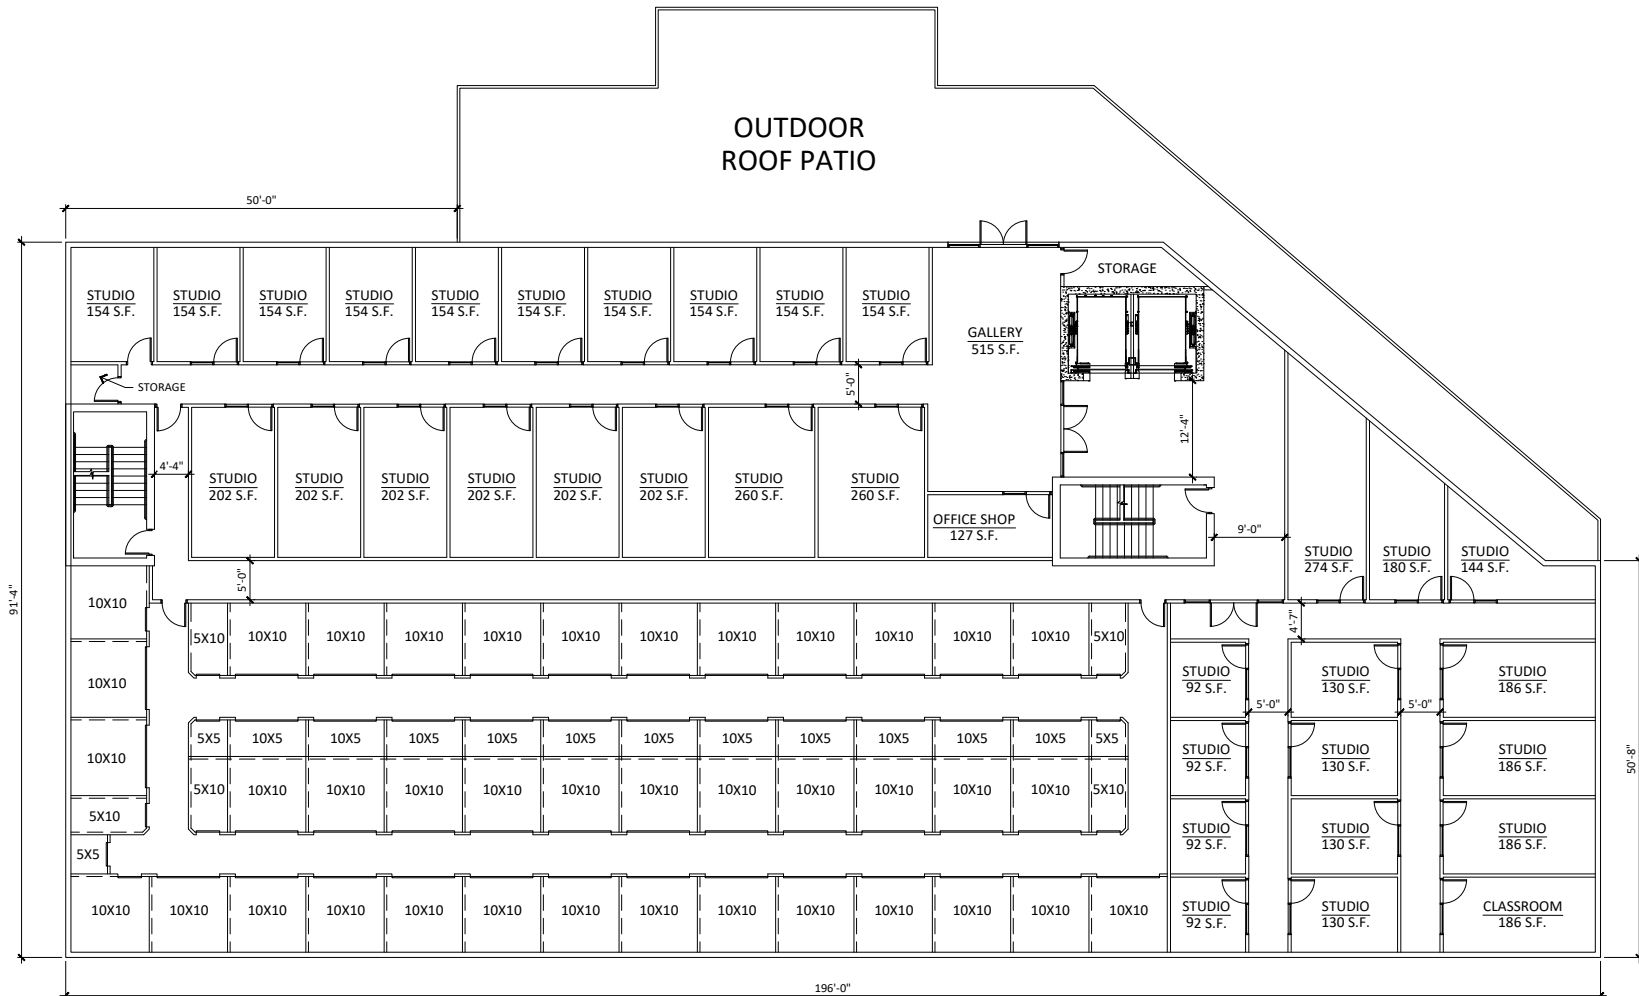 OUTDOOR
ROOF PATIO
50'-0"
STORAGE
STUDIO
154 S.F.
STUDIO
154 S.F.
STUDIO
154 S.F.
STUDIO
154 S.F.
STUDIO
154 S.F.
STUDIO
154 S.F.
STUDIO
154 S.F.
STUDIO
154 S.F.
STUDIO
154 S.F.
STUDIO
154 S.F.
GALLERY
515 S.F.
STORAGE
5'-0"
12'-4"
4'-4"
STUDIO
202 S.F.
STUDIO
202 S.F.
STUDIO
202 S.F.
STUDIO
202 S.F.
STUDIO
202 S.F.
STUDIO
202 S.F.
STUDIO
260 S.F.
STUDIO
260 S.F.
OFFICE SHOP
127 S.F.
9'-0"
STUDIO
274 S.F.
STUDIO
180 S.F.
STUDIO
144 S.F.
91'-4"
5'-0"
10X10
4'-7"
5X10 10X10 10X10 10X10 10X10 10X10 10X10 10X10 10X10 10X10 10X10 5X10
10X10
STUDIO
92 S.F.
STUDIO
130 S.F.
STUDIO
186 S.F.
5'-0"
5'-0"
5X5 10X5 10X5 10X5 10X5 10X5 10X5 10X5 10X5 10X5 10X5 5X5
10X10
STUDIO
92 S.F.
STUDIO
130 S.F.
STUDIO
186 S.F.
50'-8"
5X10 10X10 10X10 10X10 10X10 10X10 10X10 10X10 10X10 10X10 10X10 5X10
5X10
STUDIO
92 S.F.
STUDIO
130 S.F.
STUDIO
186 S.F.
5X5
10X10 10X10 10X10 10X10 10X10 10X10 10X10 10X10 10X10 10X10 10X10 10X10 10X10 10X10
STUDIO
92 S.F.
STUDIO
130 S.F.
CLASSROOM
186 S.F.
196'-0"